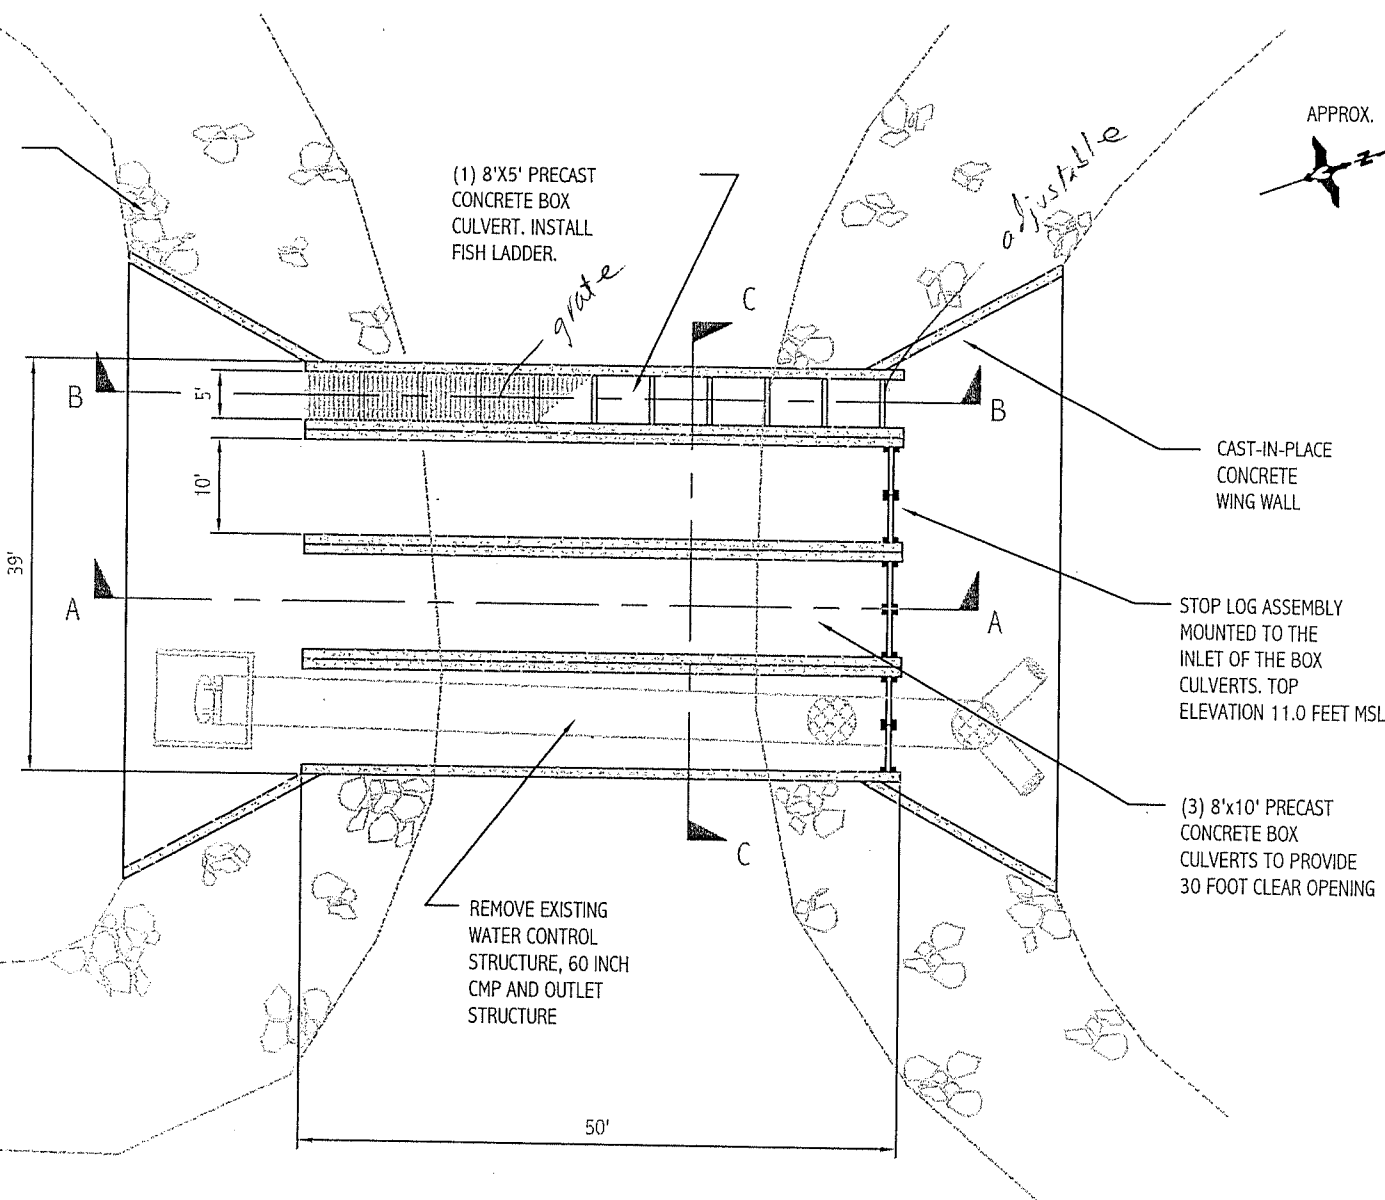 APPROX.
N
adjustable
(1) 8'X5' PRECAST
CONCRETE BOX
CULVERT. INSTALL
FISH LADDER.
grate
C
B
5'
B
10'
CAST-IN-PLACE
CONCRETE
WING WALL
39'
A
A
STOP LOG ASSEMBLY
MOUNTED TO THE
INLET OF THE BOX
CULVERTS. TOP
ELEVATION 11.0 FEET MSL
(3) 8'x10' PRECAST
CONCRETE BOX
CULVERTS TO PROVIDE
30 FOOT CLEAR OPENING
C
REMOVE EXISTING
WATER CONTROL
STRUCTURE, 60 INCH
CMP AND OUTLET
STRUCTURE
50'